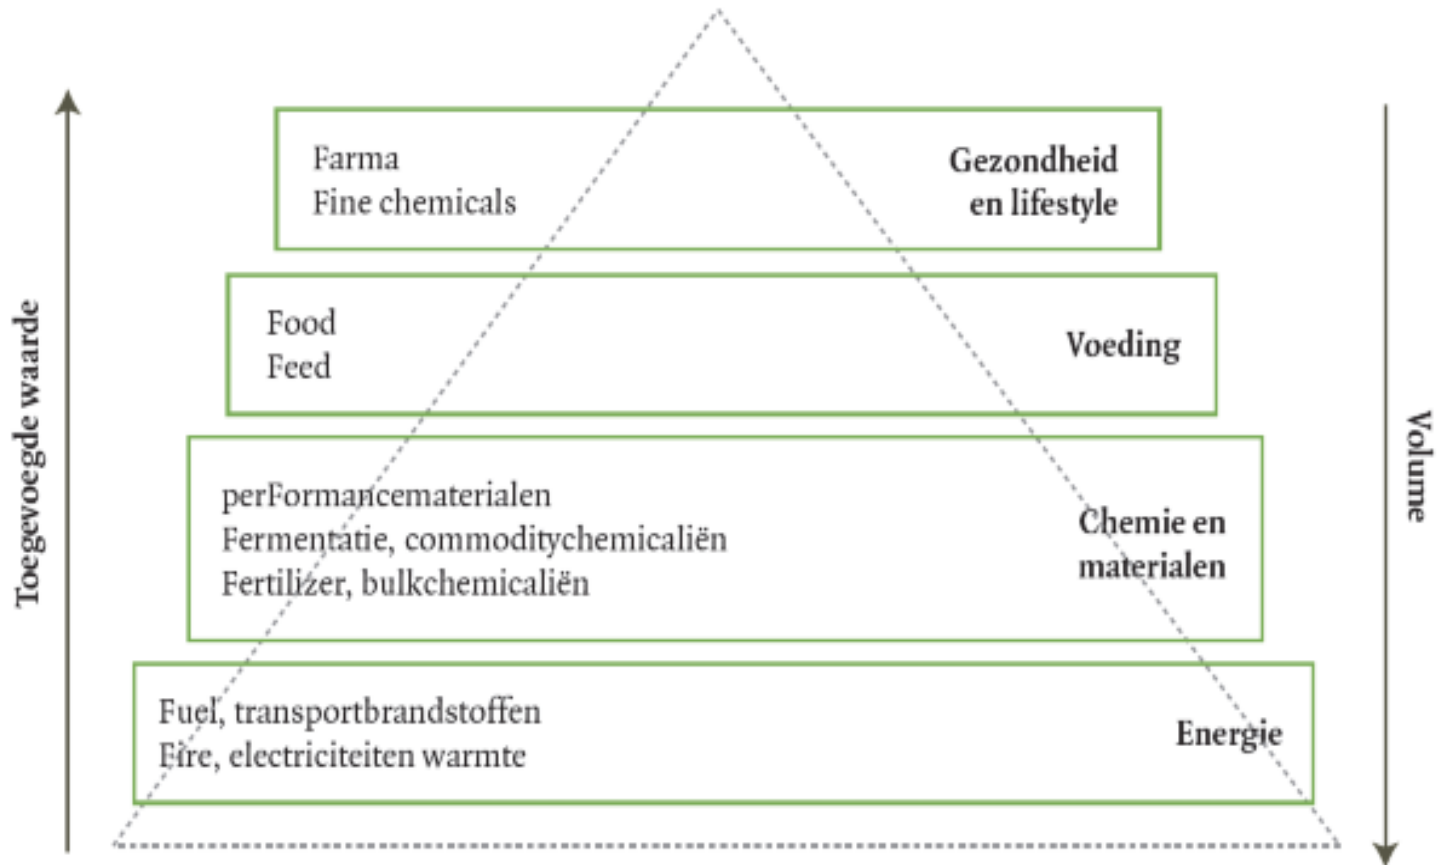 Toegevoegde waarde
Farma
Fine chemicals
Gezondheid
en lifestyle
Food
Feed
Voeding
perFormancematerialen
Fermentatie, commoditychemicaliën
Fertilizer, bulkchemicaliën
Chemie en
materialen
Fuel, transportbrandstoffen
Fire, electriciteiten warmte
Energie
Volume